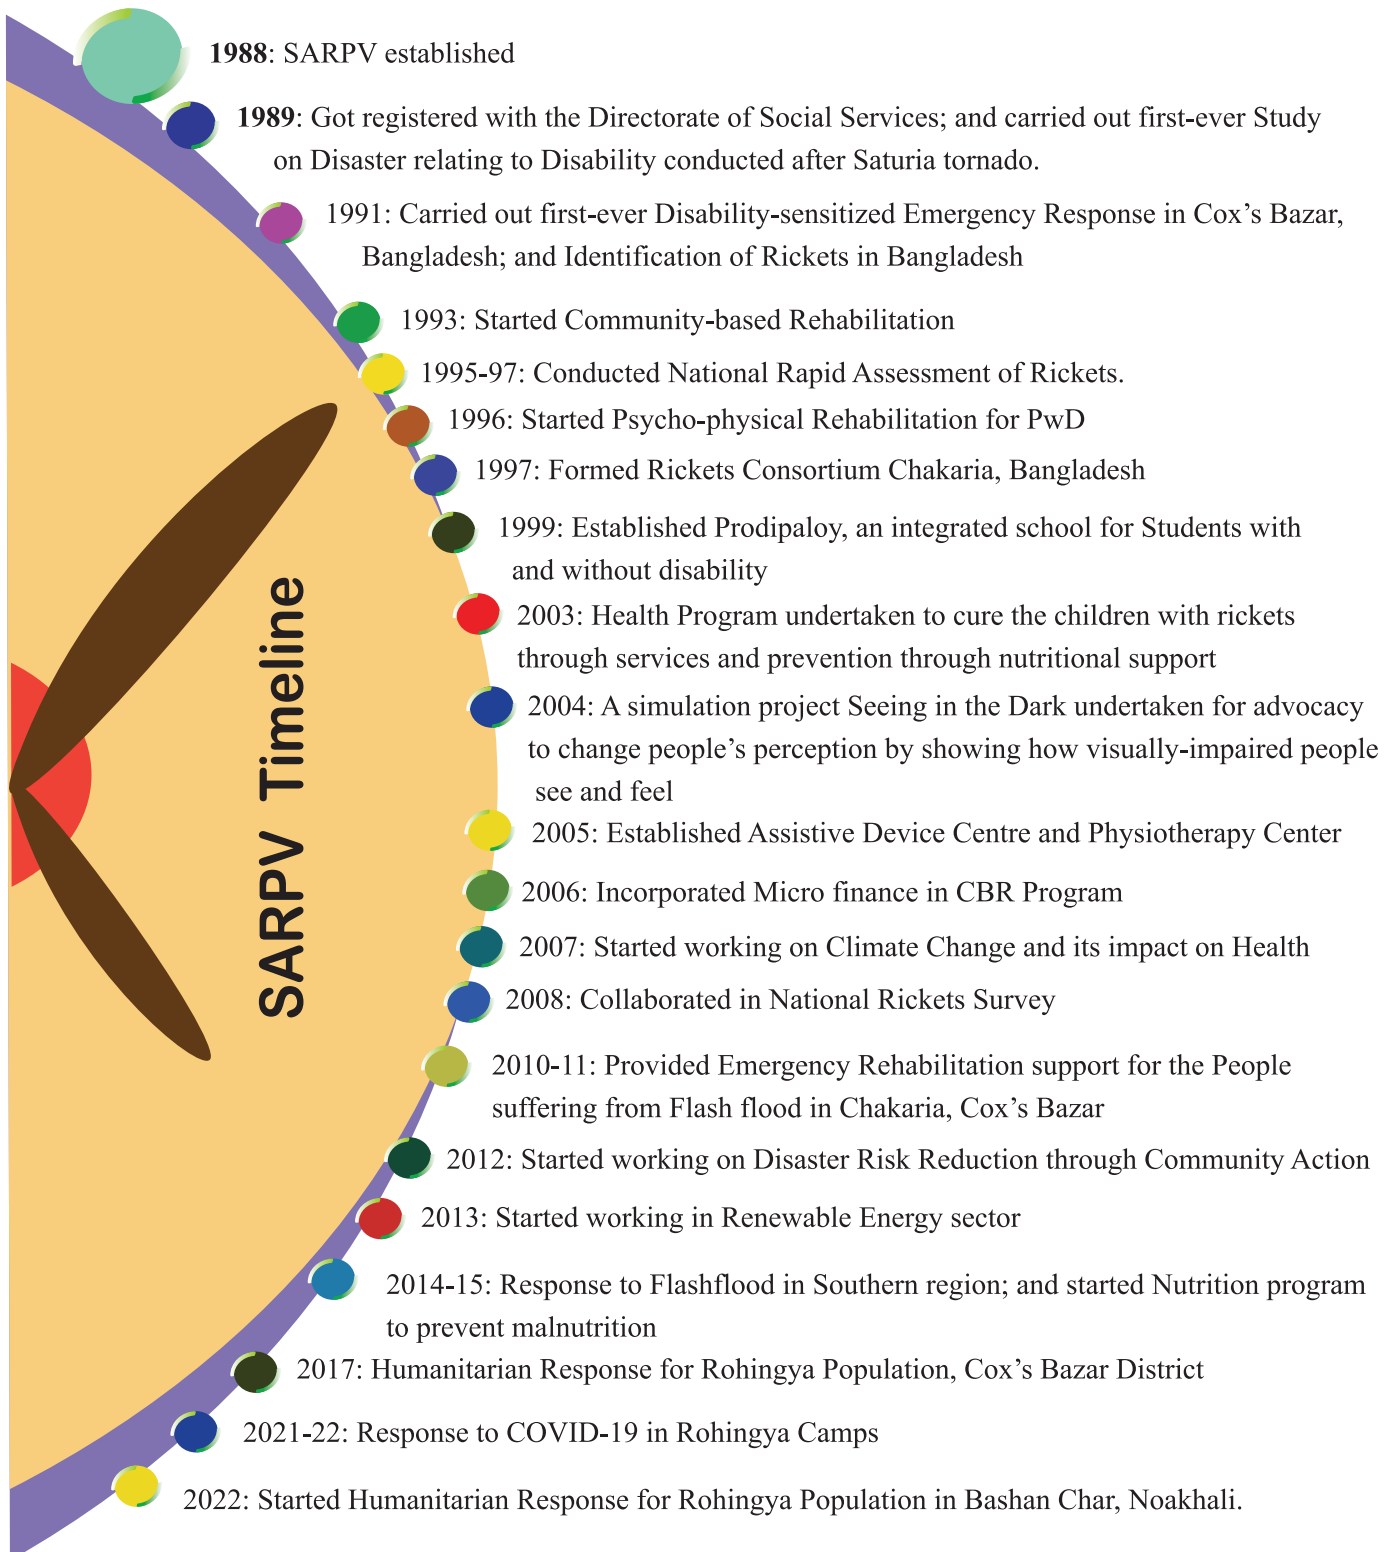 1988: SARPV established
1989: Got registered with the Directorate of Social Services; and carried out first-ever Study
on Disaster relating to Disability conducted after Saturia tornado.
1991: Carried out first-ever Disability-sensitized Emergency Response in Cox's Bazar,
Bangladesh; and Identification of Rickets in Bangladesh
1993: Started Community-based Rehabilitation
1995-97: Conducted National Rapid Assessment of Rickets.
1996: Started Psycho-physical Rehabilitation for PwD
1997: Formed Rickets Consortium Chakaria, Bangladesh
1999: Established Prodipaloy, an integrated school for Students with
and without disability
2003: Health Program undertaken to cure the children with rickets
through services and prevention through nutritional support
2004: A simulation project Seeing in the Dark undertaken for advocacy
to change people's perception by showing how visually-impaired people
see and feel
2005: Established Assistive Device Centre and Physiotherapy Center
2006: Incorporated Micro finance in CBR Program
2007: Started working on Climate Change and its impact on Health
2008: Collaborated in National Rickets Survey
2010-11: Provided Emergency Rehabilitation support for the People
suffering from Flash flood in Chakaria, Cox's Bazar
2012: Started working on Disaster Risk Reduction through Community Action
2013: Started working in Renewable Energy sector
2014-15: Response to Flashflood in Southern region; and started Nutrition program
to prevent malnutrition
2017: Humanitarian Response for Rohingya Population, Cox's Bazar District
2021-22: Response to COVID-19 in Rohingya Camps
2022: Started Humanitarian Response for Rohingya Population in Bashan Char, Noakhali.
SARPV Timeline